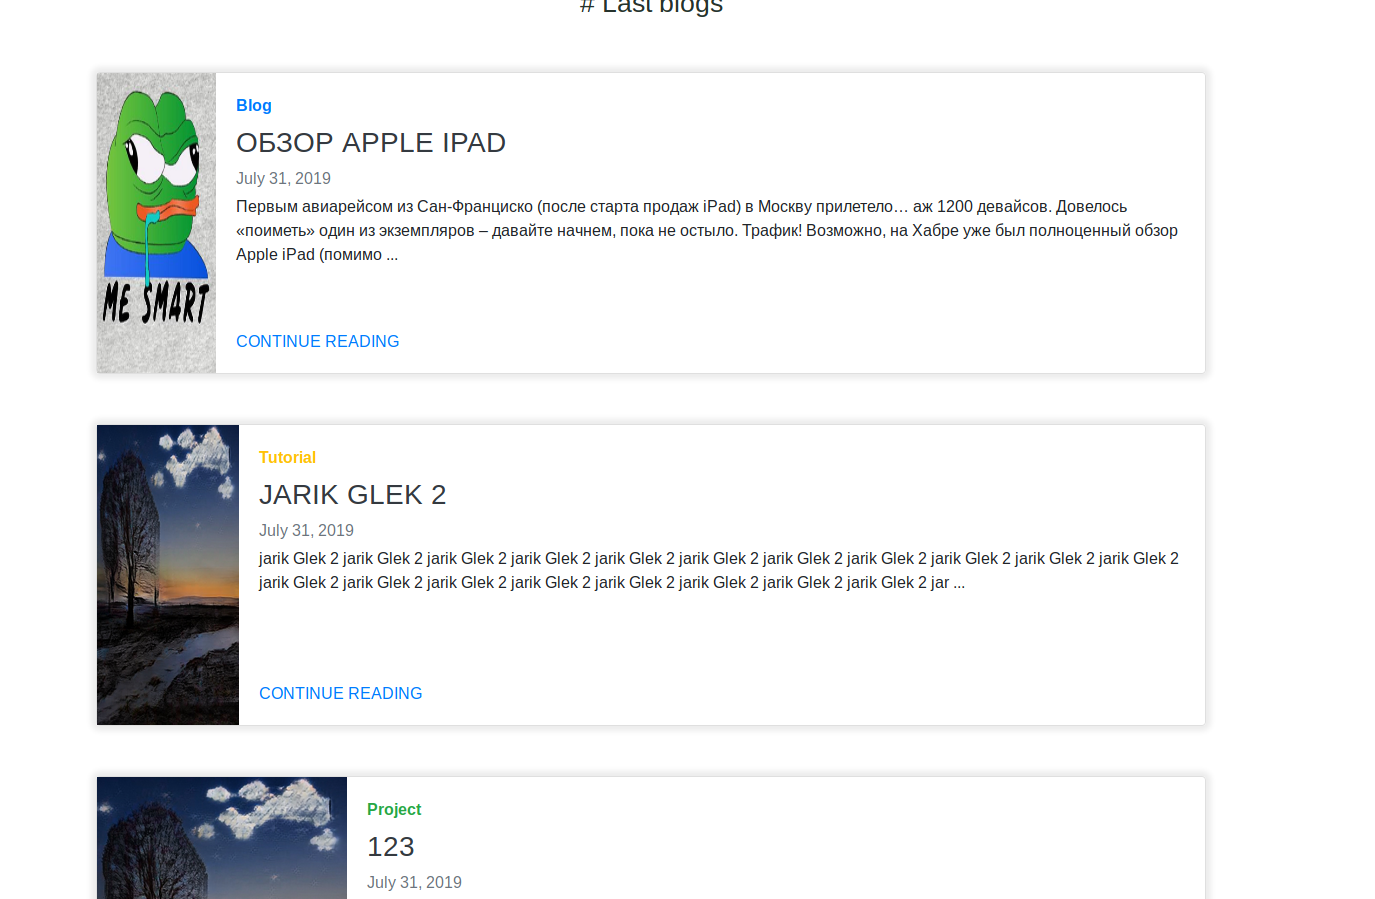 # Last blogs
Blog
ОБЗОР APPLE IPAD
July 31, 2019
Первым авиарейсом из Сан-Франциско (после старта продаж iPad) в Москву прилетело… аж 1200 девайсов. Довелось
«поиметь» один из экземпляров – давайте начнем, пока не остыло. Трафик! Возможно, на Хабре уже был полноценный обзор
Apple iPad (помимо ...
ME SMART
CONTINUE READING
Tutorial
JARIK GLEK 2
July 31, 2019
jarik Glek 2 jarik Glek 2 jarik Glek 2 jarik Glek 2 jarik Glek 2 jarik Glek 2 jarik Glek 2 jarik Glek 2 jarik Glek 2 jarik Glek 2 jarik Glek 2
jarik Glek 2 jarik Glek 2 jarik Glek 2 jarik Glek 2 jarik Glek 2 jarik Glek 2 jarik Glek 2 jarik Glek 2 jar ...
CONTINUE READING
Project
123
July 31, 2019